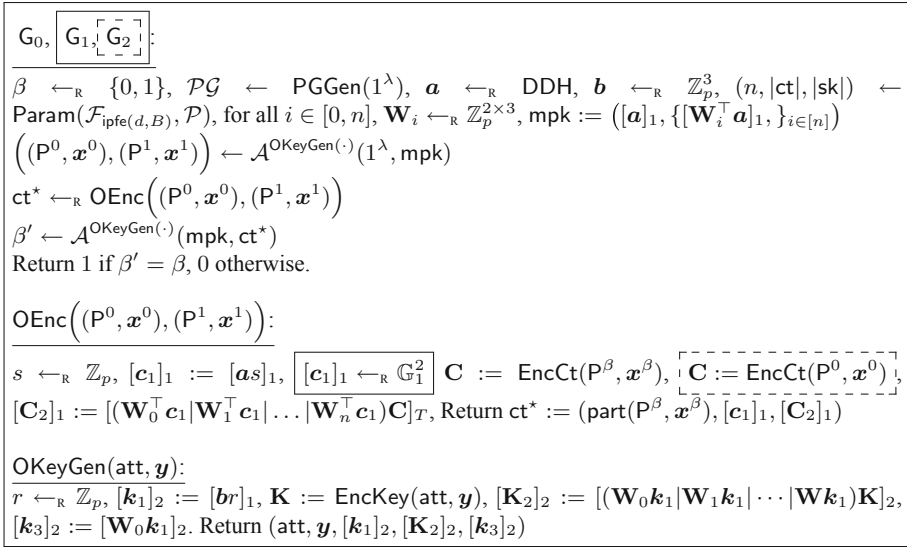 G₀, G₁, G₂ :
β ←_R {0,1}, 𝒫𝒢 ← PGGen(1^λ), 𝒂 ←_R DDH, 𝒃 ←_R ℤ_p^3, (n, |ct|, |sk|) ←
Param(ℱ_{ipfe(d,B)}, 𝒫), for all i ∈ [0, n], 𝐖_i ←_R ℤ_p^{2×3}, mpk := ([𝒂]_1, {[𝐖_i^⊤𝒂]_1, }_{i∈[n]})
((P^0, 𝒙^0), (P^1, 𝒙^1)) ← 𝒜^{OKeyGen(·)}(1^λ, mpk)
ct^⋆ ←_R OEnc((P^0, 𝒙^0), (P^1, 𝒙^1))
β′ ← 𝒜^{OKeyGen(·)}(mpk, ct^⋆)
Return 1 if β′ = β, 0 otherwise.
OEnc((P^0, 𝒙^0), (P^1, 𝒙^1)):
s ←_R ℤ_p, [𝒄_1]_1 := [𝒂s]_1, [𝒄_1]_1 ←_R 𝔾_1^2 𝐂 := EncCt(P^β, 𝒙^β), 𝐂 := EncCt(P^0, 𝒙^0) ,
[𝐂_2]_1 := [(𝐖_0^⊤𝒄_1|𝐖_1^⊤𝒄_1| . . . |𝐖_n^⊤𝒄_1)𝐂]_T, Return ct^⋆ := (part(P^β, 𝒙^β), [𝒄_1]_1, [𝐂_2]_1)
OKeyGen(att, 𝒚):
r ←_R ℤ_p, [𝒌_1]_2 := [𝒃r]_1, 𝐊 := EncKey(att, 𝒚), [𝐊_2]_2 := [(𝐖_0𝒌_1|𝐖_1𝒌_1| · · · |𝐖𝒌_1)𝐊]_2,
[𝒌_3]_2 := [𝐖_0𝒌_1]_2. Return (att, 𝒚, [𝒌_1]_2, [𝐊_2]_2, [𝒌_3]_2)